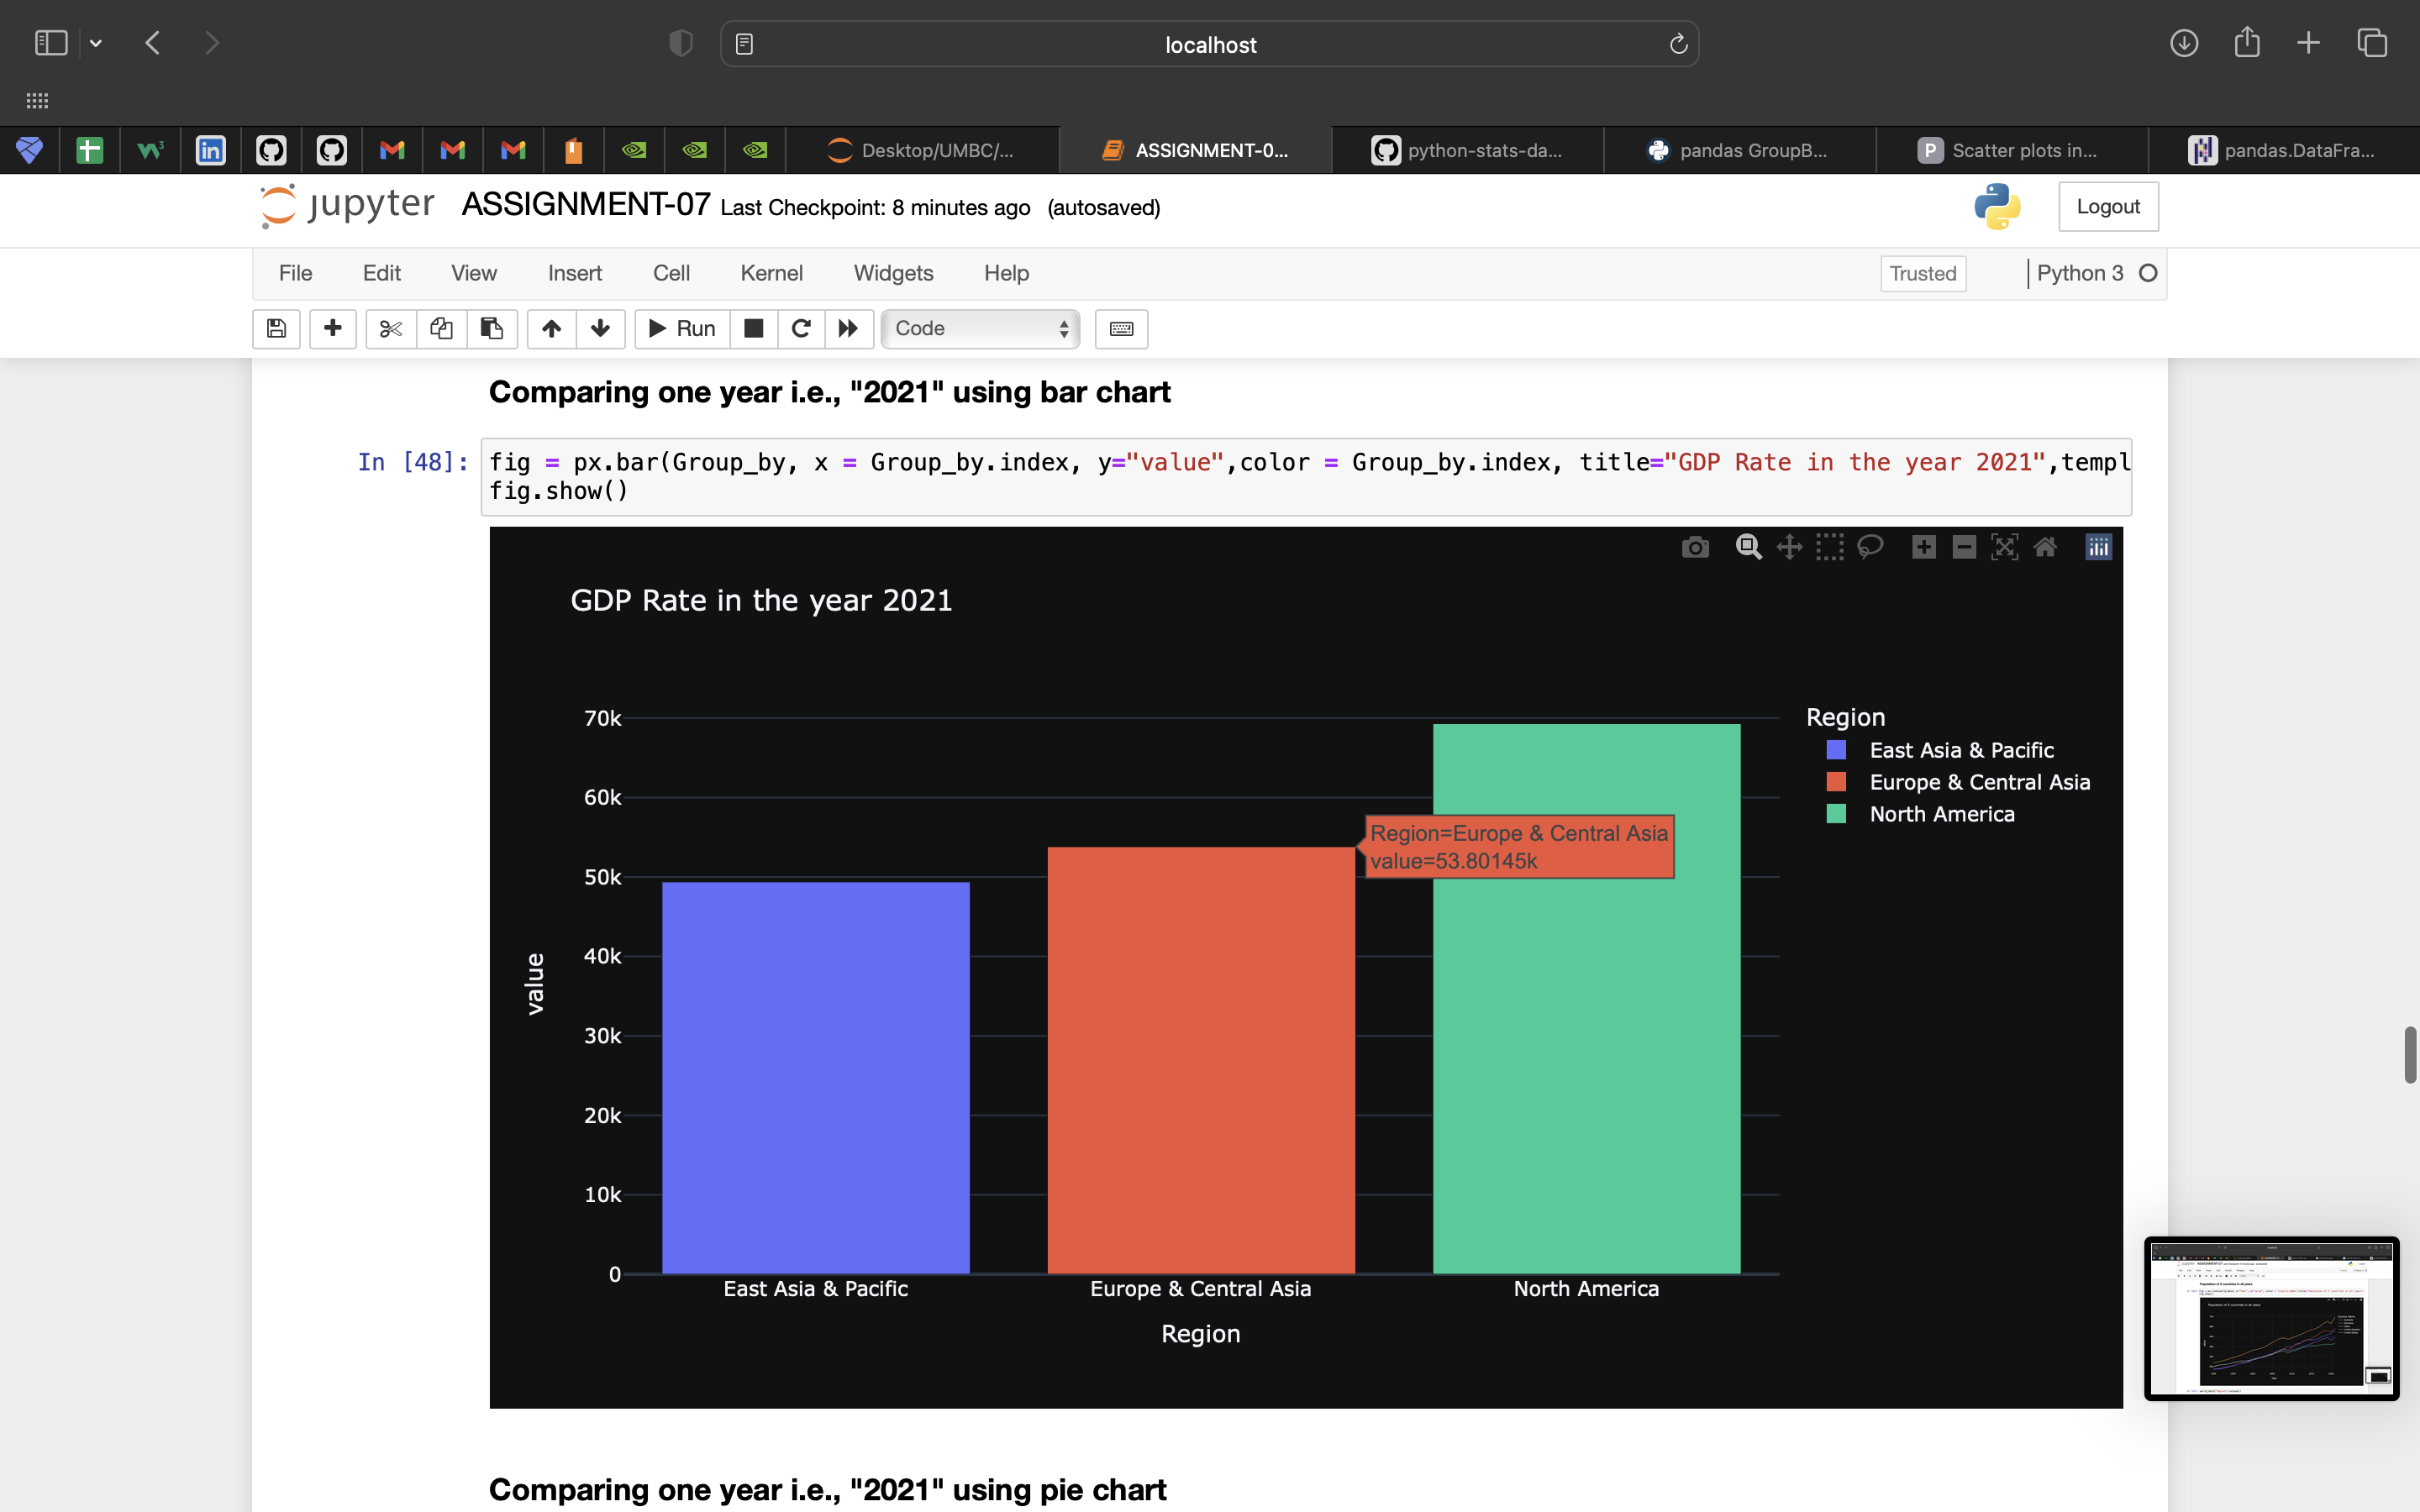 localhost
Desktop/UMBC/...
ASSIGNMENT-0...
python-stats-da...
pandas GroupB...
P
Scatter plots in...
pandas.DataFra...
jupyter
ASSIGNMENT-07 Last Checkpoint: 8 minutes ago (autosaved)
Logout
File Edit View Insert Cell Kernel Widgets Help
Trusted
Python 3
Run
Code
Comparing one year i.e., "2021" using bar chart
In [48]:
fig = px.bar(Group_by, x = Group_by.index, y="value",color = Group_by.index, title="GDP Rate in the year 2021",templ
fig.show()
GDP Rate in the year 2021
70k
60k
50k
40k
30k
20k
10k
0
value
Region=Europe & Central Asia
value=53.80145k
East Asia & Pacific
Europe & Central Asia
North America
Region
Region
East Asia & Pacific
Europe & Central Asia
North America
Comparing one year i.e., "2021" using pie chart